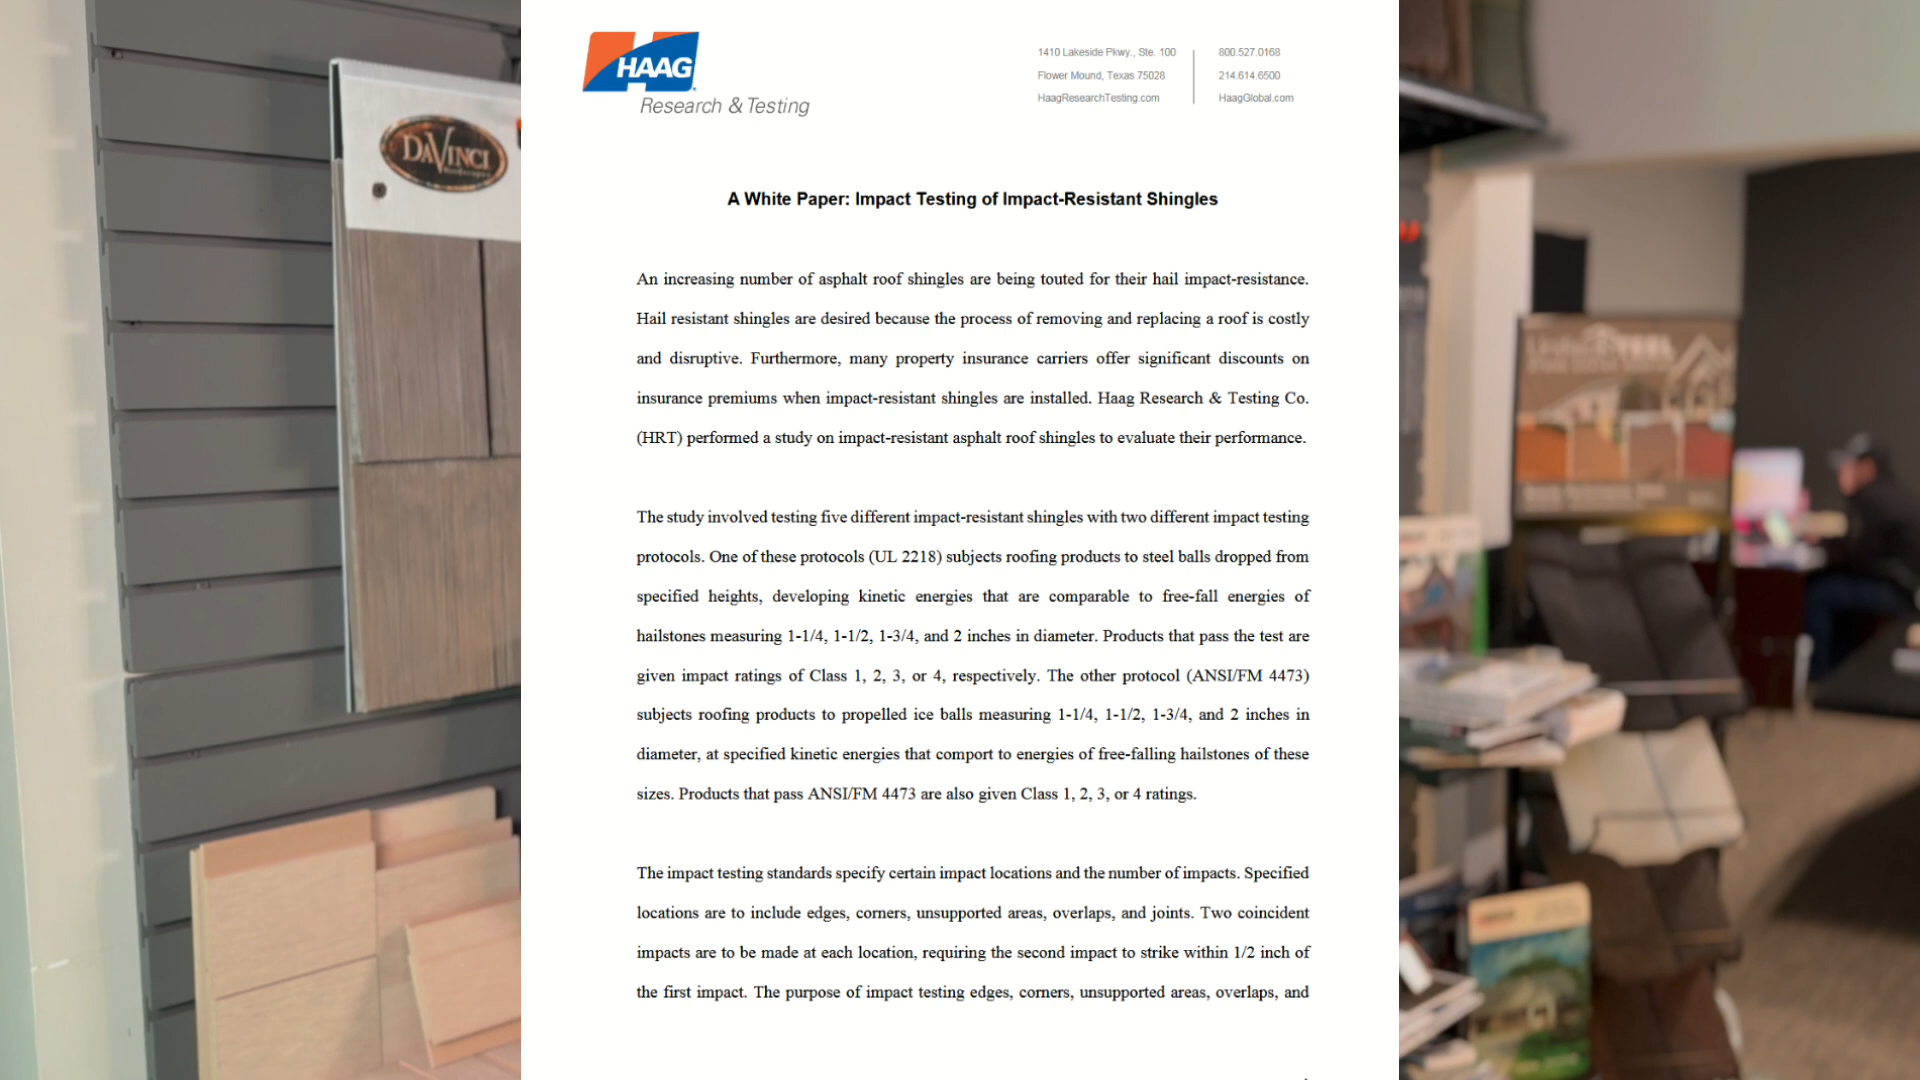 DAVINCI
HAAG
Research & Testing
1410 Lakeside Pkwy., Ste. 100
Flower Mound, Texas 75028
HaagResearchTesting.com
800.527.0168
214.614.6500
HaagGlobal.com
A White Paper: Impact Testing of Impact-Resistant Shingles
An increasing number of asphalt roof shingles are being touted for their hail impact-resistance.
Hail resistant shingles are desired because the process of removing and replacing a roof is costly
and disruptive. Furthermore, many property insurance carriers offer significant discounts on
insurance premiums when impact-resistant shingles are installed. Haag Research & Testing Co.
(HRT) performed a study on impact-resistant asphalt roof shingles to evaluate their performance.
The study involved testing five different impact-resistant shingles with two different impact testing
protocols. One of these protocols (UL 2218) subjects roofing products to steel balls dropped from
specified heights, developing kinetic energies that are comparable to free-fall energies of
hailstones measuring 1-1/4, 1-1/2, 1-3/4, and 2 inches in diameter. Products that pass the test are
given impact ratings of Class 1, 2, 3, or 4, respectively. The other protocol (ANSI/FM 4473)
subjects roofing products to propelled ice balls measuring 1-1/4, 1-1/2, 1-3/4, and 2 inches in
diameter, at specified kinetic energies that comport to energies of free-falling hailstones of these
sizes. Products that pass ANSI/FM 4473 are also given Class 1, 2, 3, or 4 ratings.
The impact testing standards specify certain impact locations and the number of impacts. Specified
locations are to include edges, corners, unsupported areas, overlaps, and joints. Two coincident
impacts are to be made at each location, requiring the second impact to strike within 1/2 inch of
the first impact. The purpose of impact testing edges, corners, unsupported areas, overlaps, and